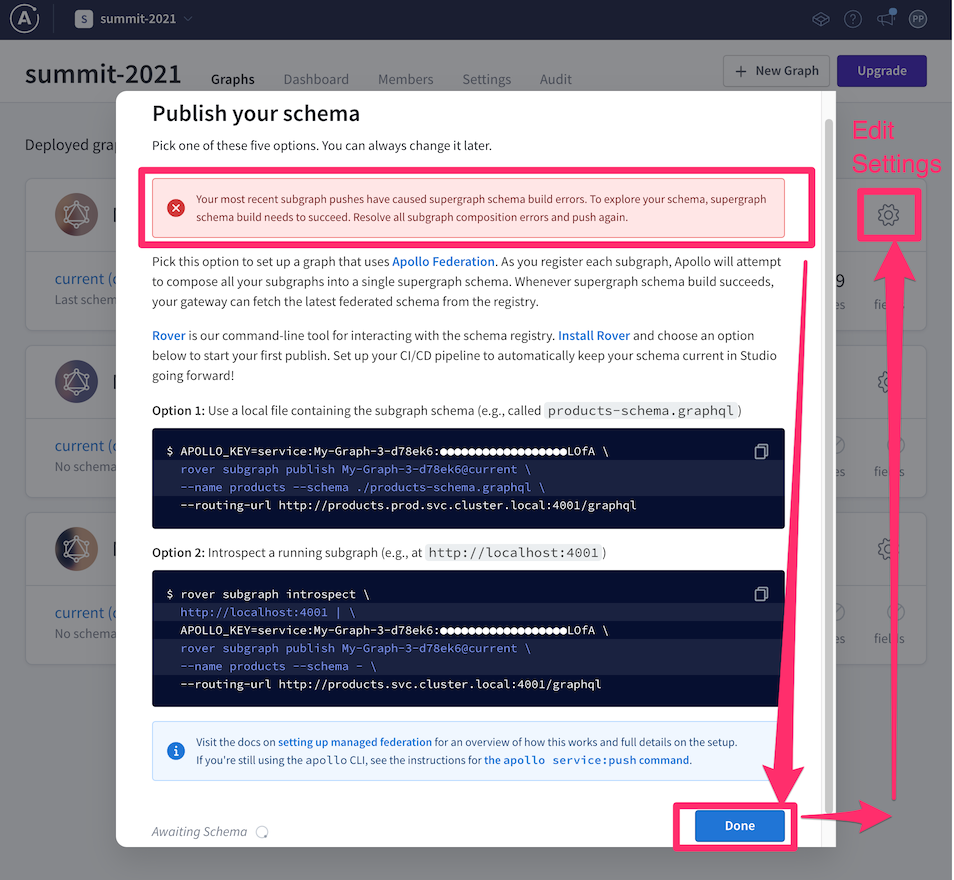 A
S summit-2021
? PP
summit-2021 Graphs Dashboard Members Settings Audit + New Graph Upgrade
Edit
Settings
Deployed
Publish your schema
Pick one of these five options. You can always change it later.
Your most recent subgraph pushes have caused supergraph schema build errors. To explore your schema, supergraph
schema build needs to succeed. Resolve all subgraph composition errors and push again.
Pick this option to set up a graph that uses Apollo Federation. As you register each subgraph, Apollo will attempt
to compose all your subgraphs into a single supergraph schema. Whenever supergraph schema build succeeds,
your gateway can fetch the latest federated schema from the registry.
current
Last
Rover is our command-line tool for interacting with the schema registry. Install Rover and choose an option
below to start your first publish. Set up your CI/CD pipeline to automatically keep your schema current in Studio
going forward!
Option 1: Use a local file containing the subgraph schema (e.g., called products-schema.graphql)
$ APOLLO_KEY=service:My-Graph-3-d78ek6:●●●●●●●●●●●●●●●●●●LOfA \
rover subgraph publish My-Graph-3-d78ek6@current \
--name products --schema ./products-schema.graphql \
--routing-url http://products.prod.svc.cluster.local:4001/graphql
current
No schema
Option 2: Introspect a running subgraph (e.g., at http://localhost:4001)
$ rover subgraph introspect \
http://localhost:4001 | \
APOLLO_KEY=service:My-Graph-3-d78ek6:●●●●●●●●●●●●●●●●●●LOfA \
rover subgraph publish My-Graph-3-d78ek6@current \
--name products --schema - \
--routing-url http://products.svc.cluster.local:4001/graphql
current
No schema
Visit the docs on setting up managed federation for an overview of how this works and full details on the setup.
If you're still using the apollo CLI, see the instructions for the apollo service:push command.
Awaiting Schema
Done